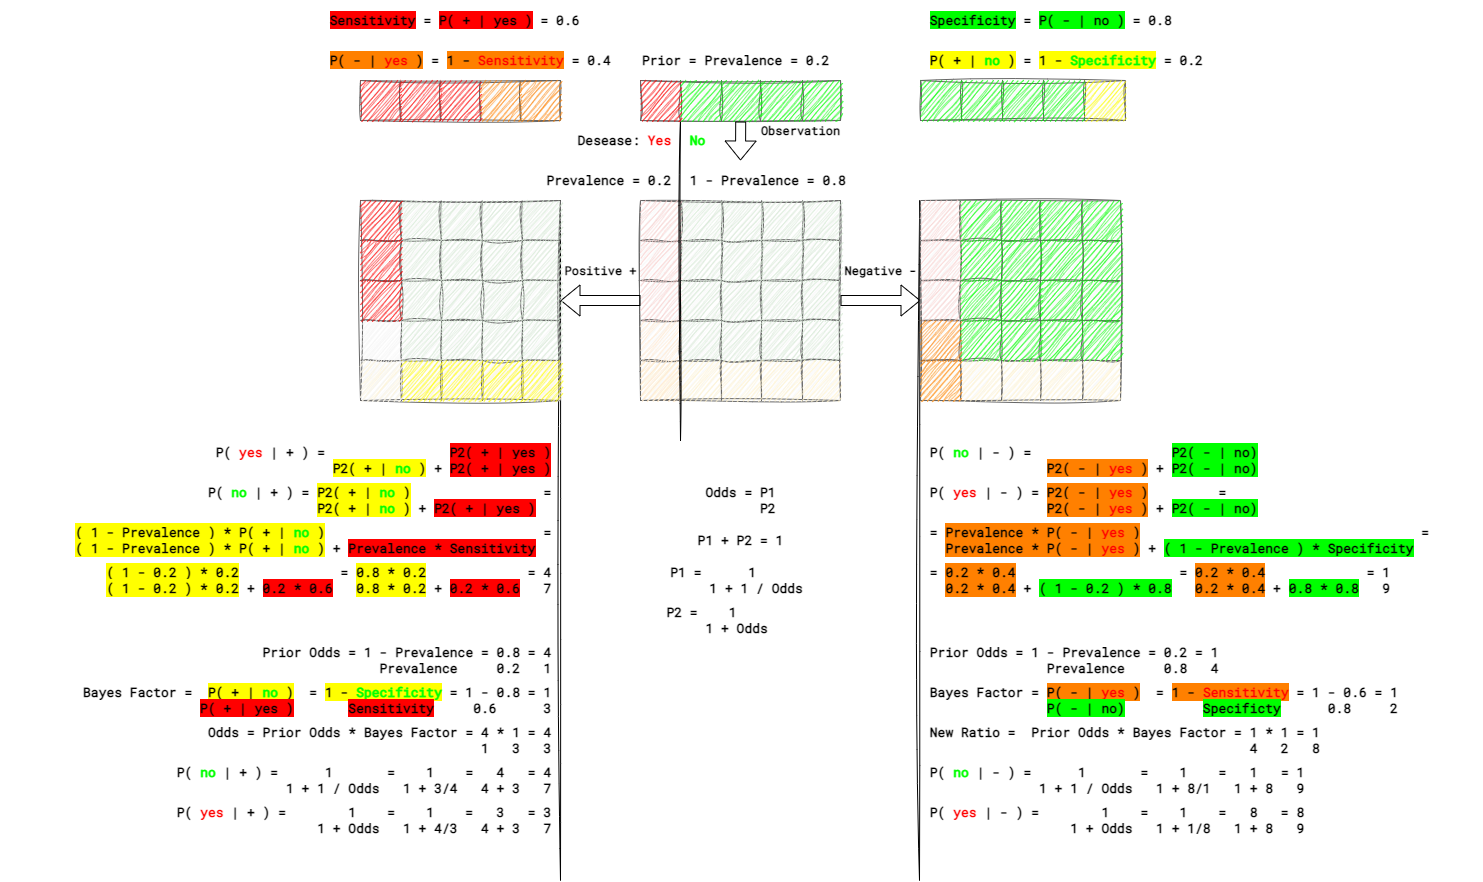 Sensitivity = P( + | yes ) = 0.6
Specificity = P( - | no ) = 0.8
P( - | yes ) = 1 - Sensitivity = 0.4
Prior = Prevalence = 0.2
P( + | no ) = 1 - Specificity = 0.2
Observation
Desease: Yes No
Prevalence = 0.2 1 - Prevalence = 0.8
Positive +
Negative -
P( yes | + ) = P2( + | yes )
P2( + | no ) + P2( + | yes )
P( no | + ) = P2( + | no ) =
P2( + | no ) + P2( + | yes )
( 1 - Prevalence ) * P( + | no ) =
( 1 - Prevalence ) * P( + | no ) + Prevalence * Sensitivity
( 1 - 0.2 ) * 0.2 = 0.8 * 0.2 = 4
( 1 - 0.2 ) * 0.2 + 0.2 * 0.6 0.8 * 0.2 + 0.2 * 0.6 7
Prior Odds = 1 - Prevalence = 0.8 = 4
Prevalence 0.2 1
Bayes Factor = P( + | no ) = 1 - Specificity = 1 - 0.8 = 1
P( + | yes ) Sensitivity 0.6 3
Odds = Prior Odds * Bayes Factor = 4 * 1 = 4
1 3 3
P( no | + ) = 1 = 1 = 4 = 4
1 + 1 / Odds 1 + 3/4 4 + 3 7
P( yes | + ) = 1 = 1 = 3 = 3
1 + Odds 1 + 4/3 4 + 3 7
Odds = P1
P2
P1 + P2 = 1
P1 = 1
1 + 1 / Odds
P2 = 1
1 + Odds
P( no | - ) = P2( - | no)
P2( - | yes ) + P2( - | no)
P( yes | - ) = P2( - | yes ) =
P2( - | yes ) + P2( - | no)
= Prevalence * P( - | yes ) =
Prevalence * P( - | yes ) + ( 1 - Prevalence ) * Specificity
= 0.2 * 0.4 = 0.2 * 0.4 = 1
0.2 * 0.4 + ( 1 - 0.2 ) * 0.8 0.2 * 0.4 + 0.8 * 0.8 9
Prior Odds = 1 - Prevalence = 0.2 = 1
Prevalence 0.8 4
Bayes Factor = P( - | yes ) = 1 - Sensitivity = 1 - 0.6 = 1
P( - | no) Specificty 0.8 2
New Ratio = Prior Odds * Bayes Factor = 1 * 1 = 1
4 2 8
P( no | - ) = 1 = 1 = 1 = 1
1 + 1 / Odds 1 + 8/1 1 + 8 9
P( yes | - ) = 1 = 1 = 8 = 8
1 + Odds 1 + 1/8 1 + 8 9